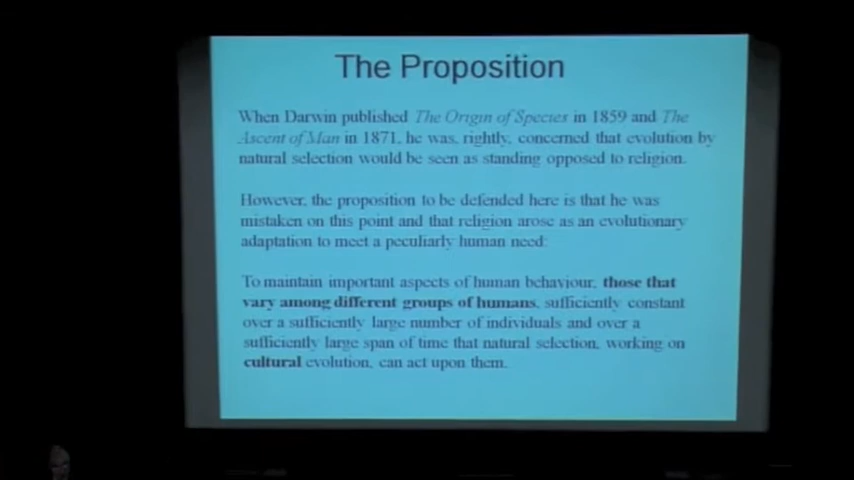 The Proposition
When Darwin published The Origin of Species in 1859 and The
Ascent of Man in 1871, he was, rightly, concerned that evolution by
natural selection would be seen as standing opposed to religion.
However, the proposition to be defended here is that he was
mistaken on this point and that religion arose as an evolutionary
adaptation to meet a peculiarly human need:
To maintain important aspects of human behaviour, those that
vary among different groups of humans, sufficiently constant
over a sufficiently large number of individuals and over a
sufficiently large span of time that natural selection, working on
cultural evolution, can act upon them.